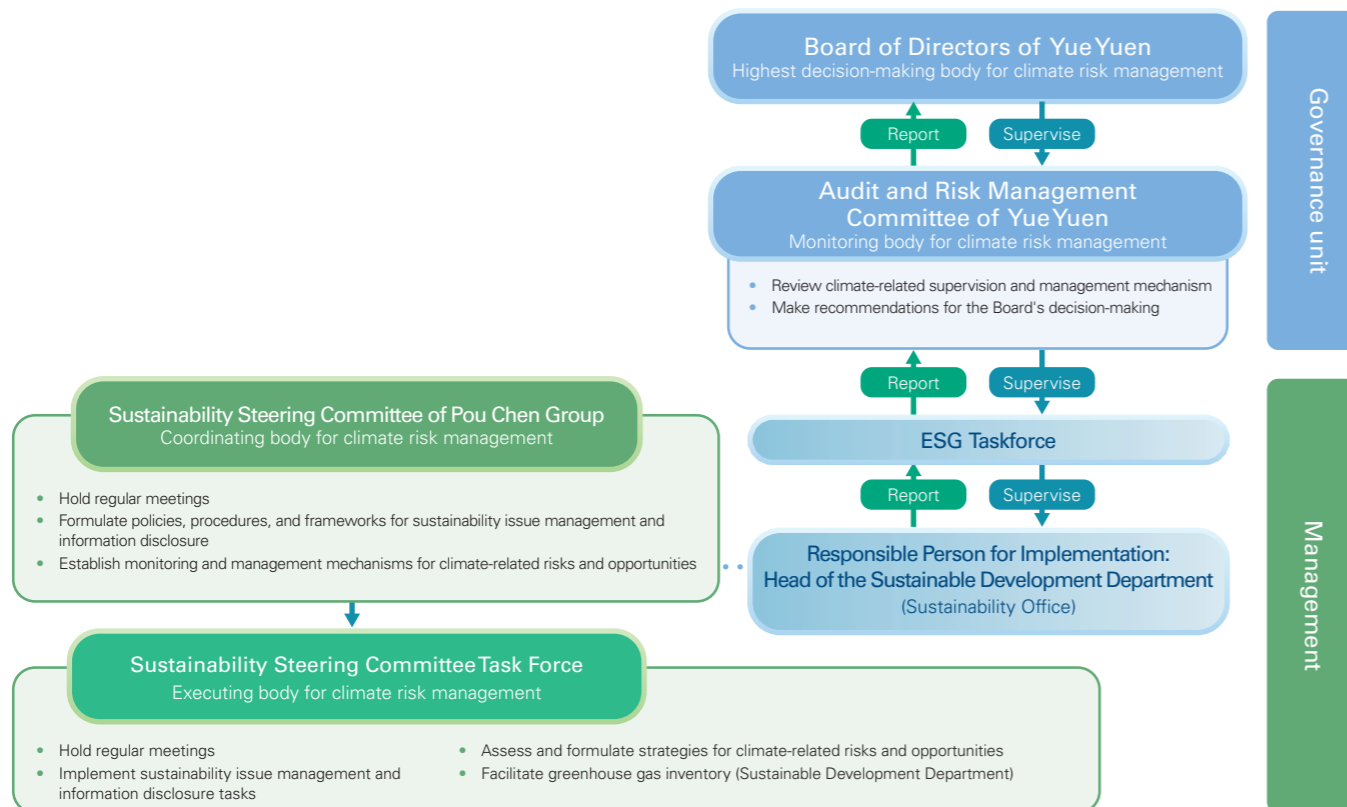 Board of Directors of Yue Yuen
Highest decision-making body for climate risk management
Report
Supervise
Audit and Risk Management
Committee of Yue Yuen
Monitoring body for climate risk management
• Review climate-related supervision and management mechanism
• Make recommendations for the Board's decision-making
Governance unit
Report
Supervise
ESG Taskforce
Report
Supervise
Responsible Person for Implementation:
Head of the Sustainable Development Department
(Sustainability Office)
Sustainability Steering Committee of Pou Chen Group
Coordinating body for climate risk management
• Hold regular meetings
• Formulate policies, procedures, and frameworks for sustainability issue management and
information disclosure
• Establish monitoring and management mechanisms for climate-related risks and opportunities
Sustainability Steering Committee Task Force
Executing body for climate risk management
• Hold regular meetings
• Implement sustainability issue management and
information disclosure tasks
• Assess and formulate strategies for climate-related risks and opportunities
• Facilitate greenhouse gas inventory (Sustainable Development Department)
Management